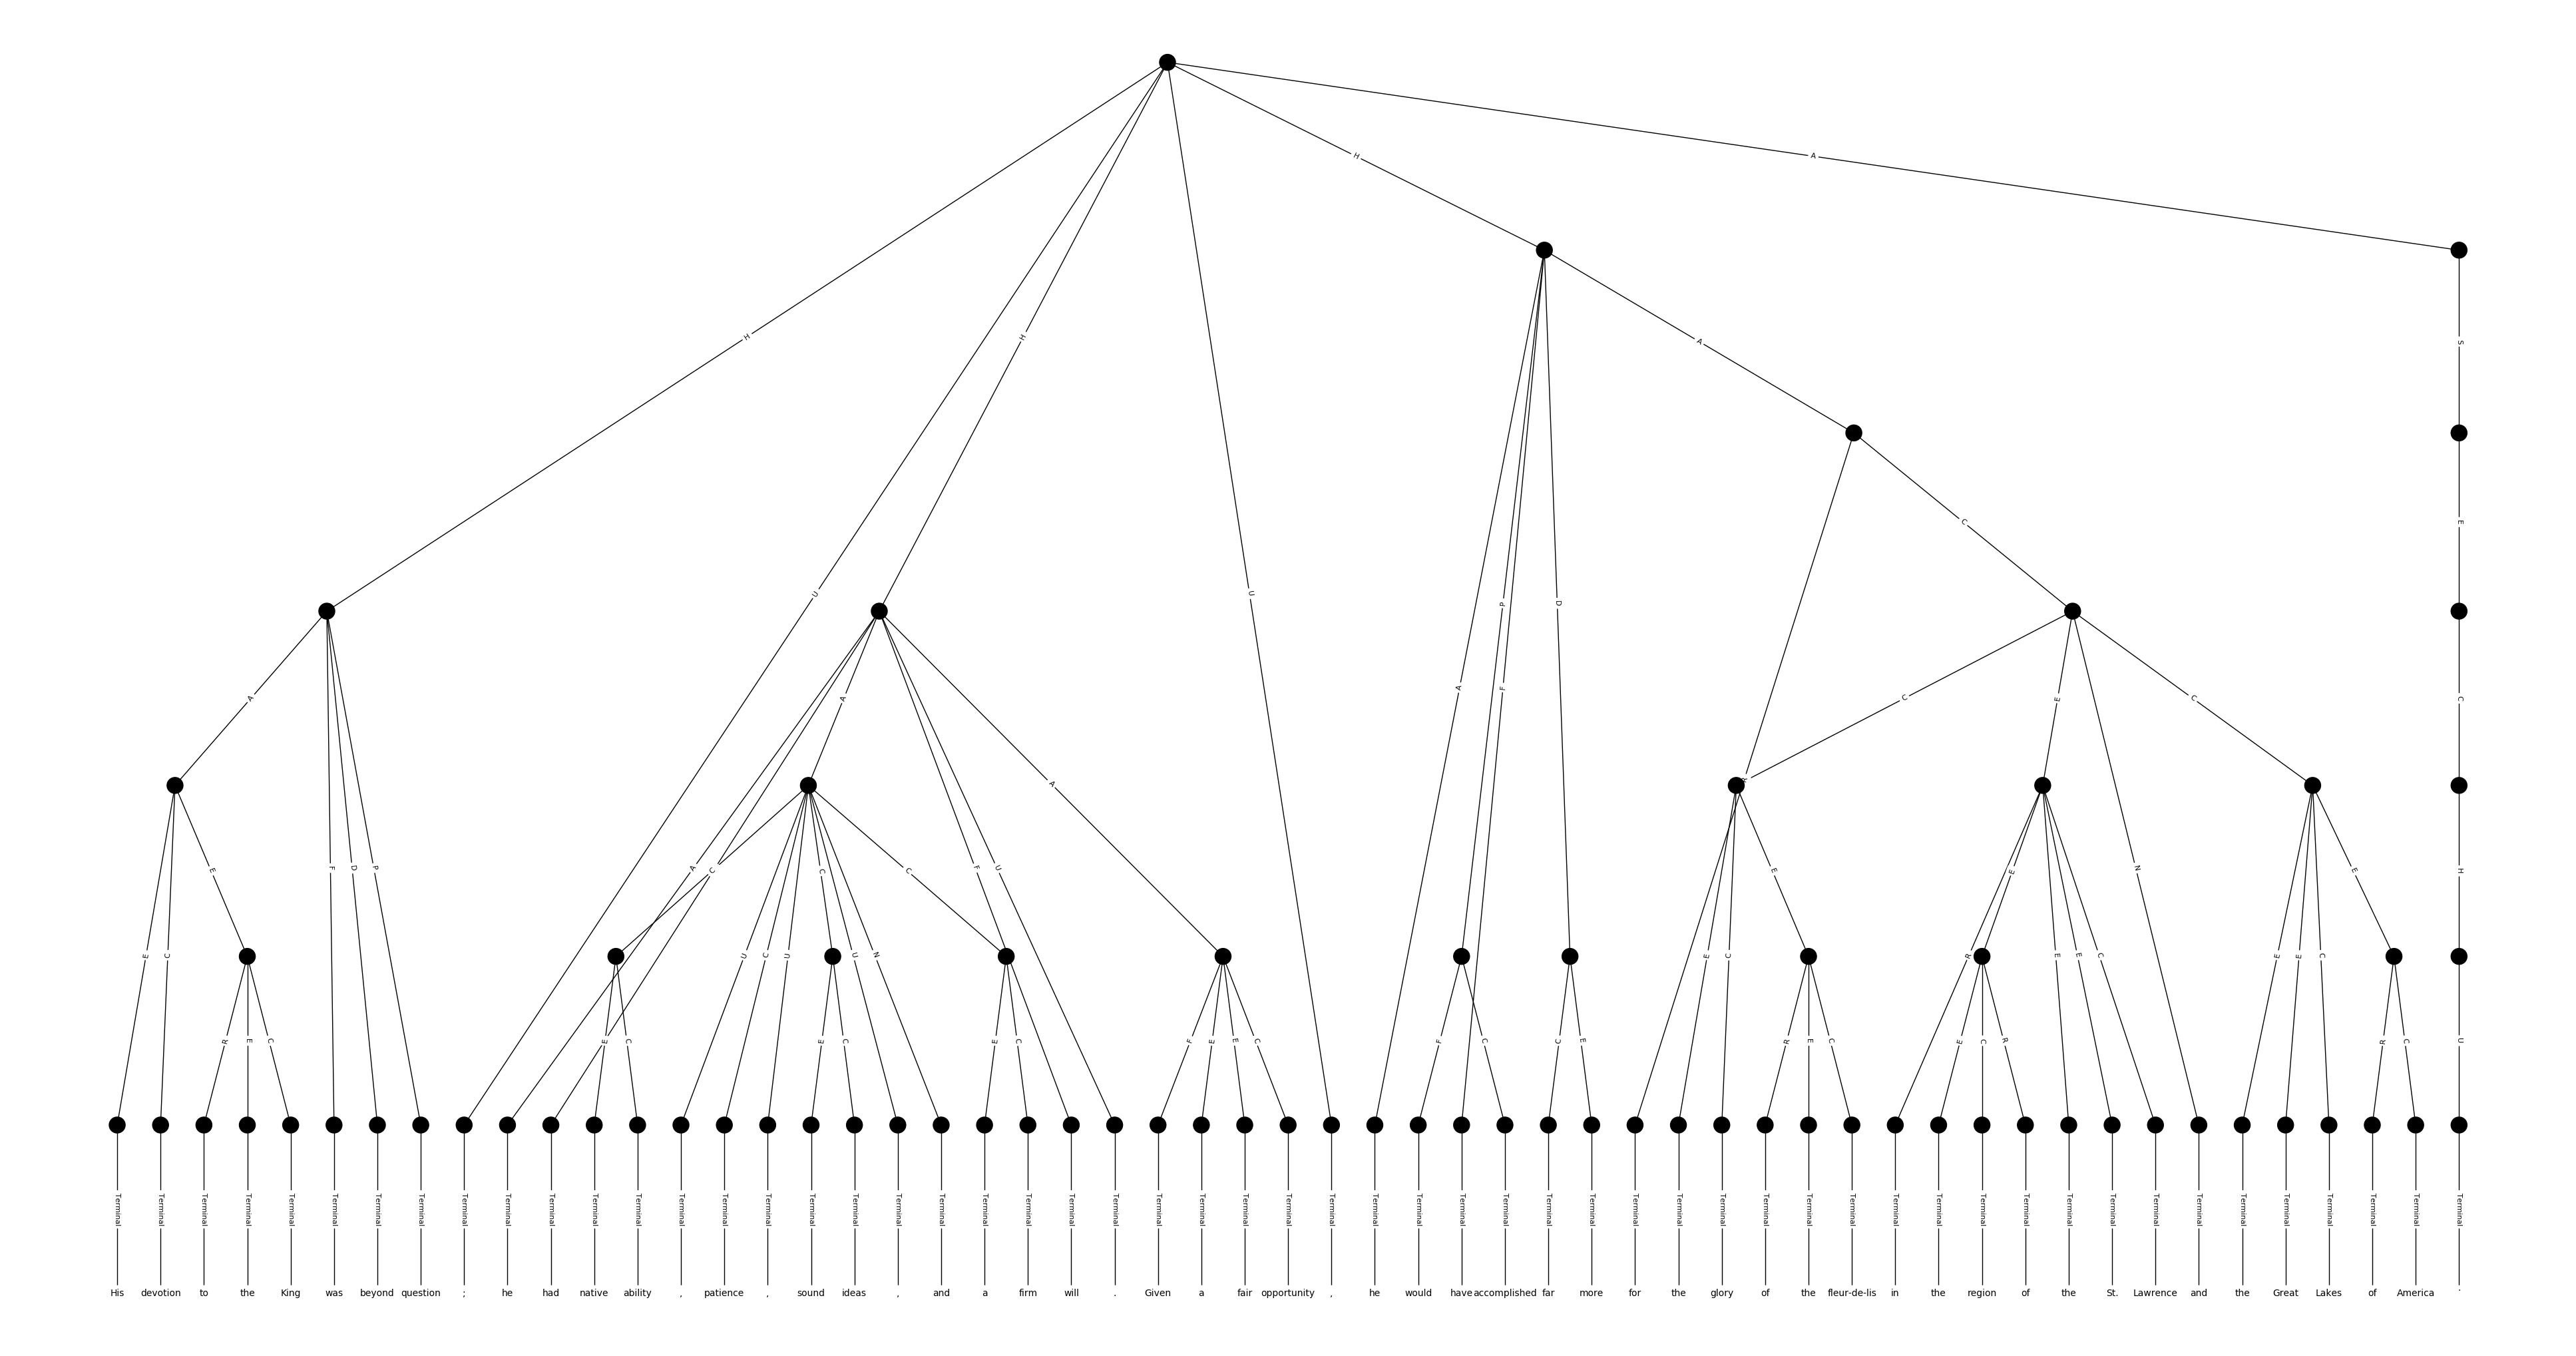 H A
H H A S
C E
U U P D
A A A F C E C C
A R
E F D P A C C C F U E E N E H
E C U C U U N E C R E E C E E C
R E C E C E C E C F E E C F C C E R E C E C R R C U
Terminal Terminal Terminal Terminal Terminal Terminal Terminal Terminal Terminal Terminal Terminal Terminal Terminal Terminal Terminal Terminal Terminal Terminal Terminal Terminal Terminal Terminal Terminal Terminal Terminal Terminal Terminal Terminal Terminal Terminal Terminal Terminal Terminal Terminal Terminal Terminal Terminal Terminal Terminal Terminal Terminal Terminal Terminal Terminal Terminal Terminal Terminal Terminal Terminal Terminal Terminal Terminal Terminal Terminal Terminal
His devotion to the King was beyond question ; he had native ability , patience , sound ideas , and a firm will . Given a fair opportunity , he would have accomplished far more for the glory of the fleur-de-lis in the region of the St. Lawrence and the Great Lakes of America